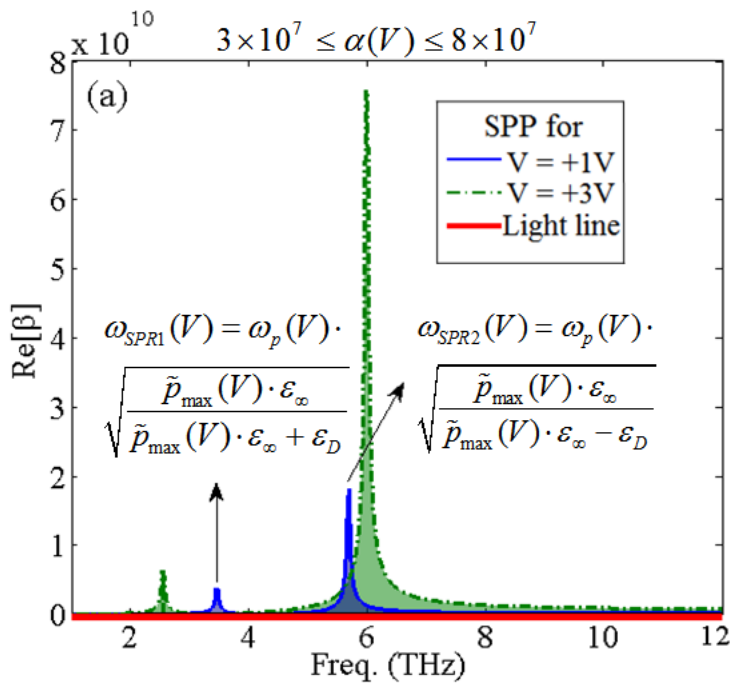 x 10^10
3×10^7 ≤ α(V) ≤ 8×10^7
(a)
SPP for
V = +1V
V = +3V
Light line
ω_SPR1(V) = ω_p(V)·
√(p̃_max(V)·ε_∞ / (p̃_max(V)·ε_∞ + ε_D))
ω_SPR2(V) = ω_p(V)·
√(p̃_max(V)·ε_∞ / (p̃_max(V)·ε_∞ − ε_D))
Re[β]
8
7
6
5
4
3
2
1
0
2 4 6 8 10 12
Freq. (THz)